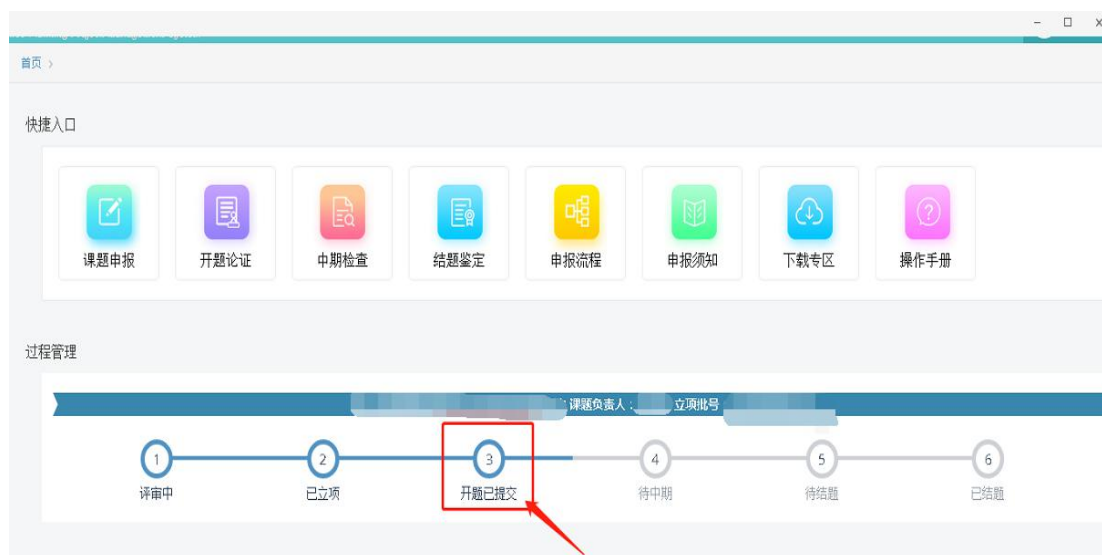 首页 >
快捷入口
课题申报 开题论证 中期检查 结题鉴定 申报流程 申报须知 下载专区 操作手册
过程管理
课题负责人： 立项批号
1 2 3 4 5 6
评审中 已立项 开题已提交 待中期 待结题 已结题